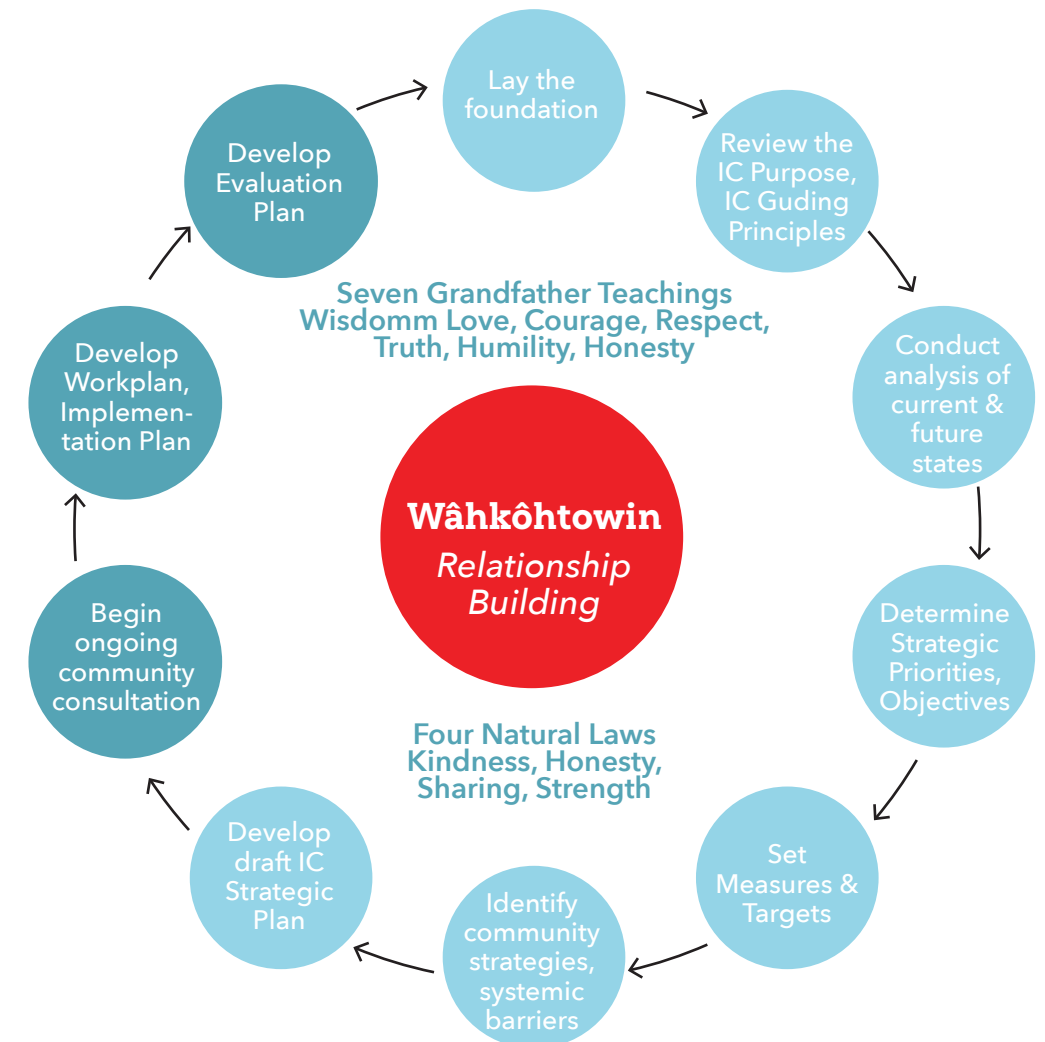 Lay the
foundation
Review the
IC Purpose,
IC Guding
Principles
Conduct
analysis of
current &
future
states
Determine
Strategic
Priorities,
Objectives
Set
Measures &
Targets
Identify
community
strategies,
systemic
barriers
Develop
draft IC
Strategic
Plan
Begin
ongoing
community
consultation
Develop
Workplan,
Implemen-
tation Plan
Develop
Evaluation
Plan
Seven Grandfather Teachings
Wisdomm Love, Courage, Respect,
Truth, Humility, Honesty
Wâhkôhtowin
Relationship
Building
Four Natural Laws
Kindness, Honesty,
Sharing, Strength